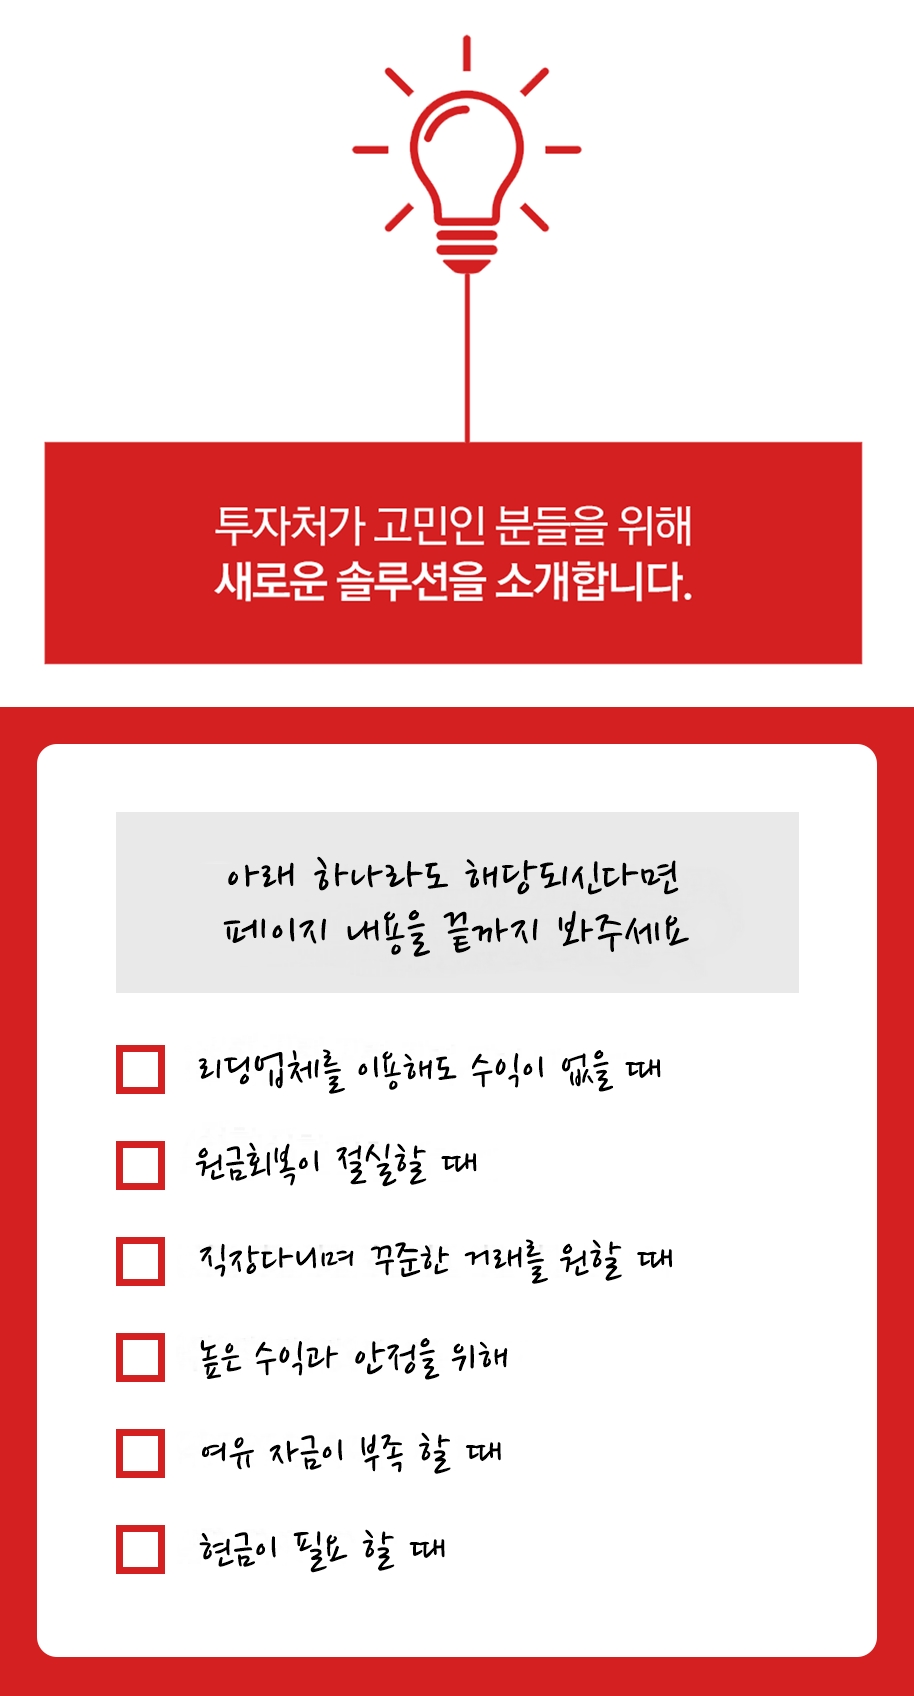 투자처가 고민인 분들을 위해
새로운 솔루션을 소개합니다.
아래 하나라도 해당되신다면
페이지 내용을 끝까지 봐주세요
리딩업체를 이용해도 수익이 없을 때
원금회복이 절실할 때
직장다니며 꾸준한 거래를 원할 때
높은 수익과 안정을 위해
여유 자금이 부족 할 때
현금이 필요 할 때